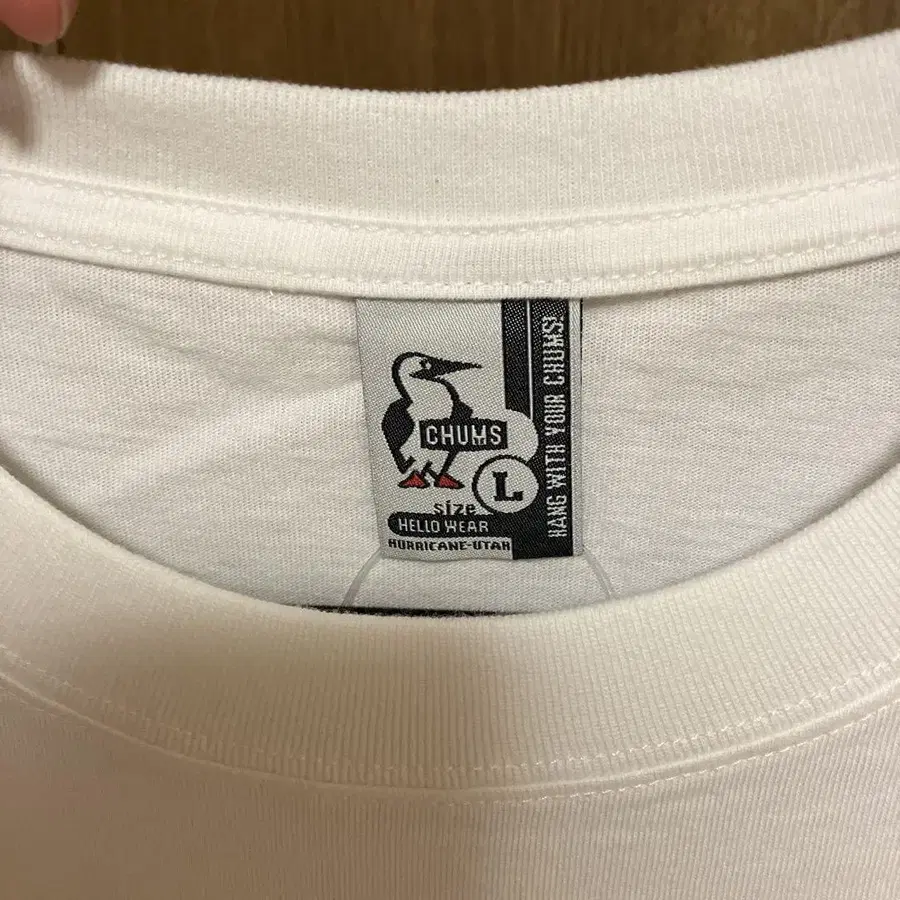 CHUMS
L
size
HELLO WEAR
HURRICANE-UTAH
HANG WITH YOUR CHUMS!